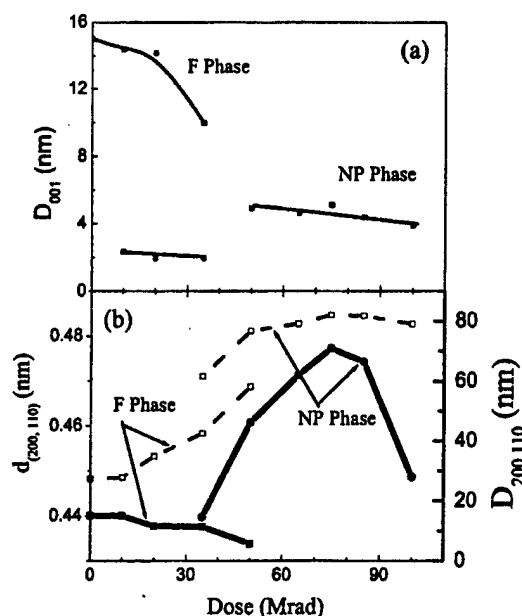 (a)
16
12
8
4
0
D001 (nm)
F Phase
NP Phase
(b)
0.48
0.46
0.44
d(200, 110) (nm)
80
60
40
20
0
D200,110 (nm)
F Phase
NP Phase
0 30 60 90
Dose (Mrad)